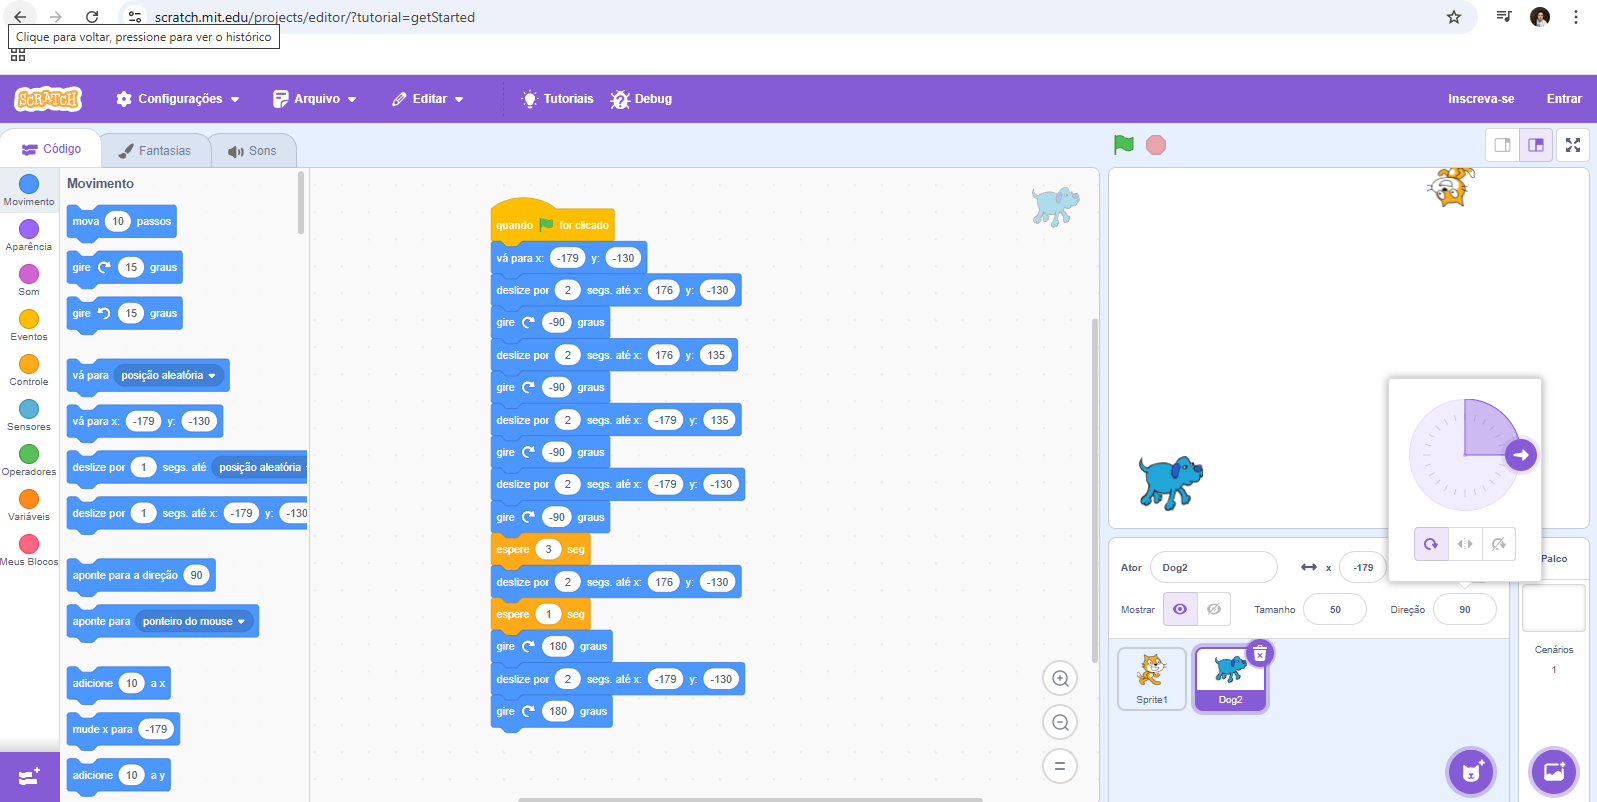 scratch.mit.edu/projects/editor/?tutorial=getStarted
Clique para voltar, pressione para ver o histórico
SCRATCH
Configurações
Arquivo
Editar
Tutoriais
Debug
Inscreva-se
Entrar
Código
Fantasias
Sons
Movimento
Aparência
Som
Eventos
Controle
Sensores
Operadores
Variáveis
Meus Blocos
Movimento
mova 10 passos
gire 15 graus
gire 15 graus
vá para posição aleatória
vá para x: -179 y: -130
deslize por 1 segs. até posição aleatória
deslize por 1 segs. até x: -179 y: -130
aponte para a direção 90
aponte para ponteiro do mouse
adicione 10 a x
mude x para -179
adicione 10 a y
quando for clicado
vá para x: -179 y: -130
deslize por 2 segs. até x: 176 y: -130
gire -90 graus
deslize por 2 segs. até x: 176 y: 135
gire -90 graus
deslize por 2 segs. até x: -179 y: 135
gire -90 graus
deslize por 2 segs. até x: -179 y: -130
gire -90 graus
espere 3 seg
deslize por 2 segs. até x: 176 y: -130
espere 1 seg
gire 180 graus
deslize por 2 segs. até x: -179 y: -130
gire 180 graus
Ator Dog2 x -179
Mostrar Tamanho 50 Direção 90
Sprite1
Dog2
Palco
Cenários
1